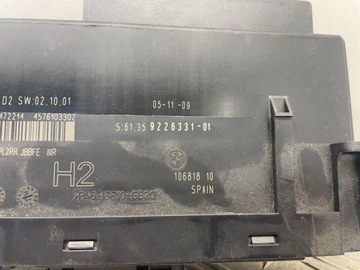 D2 SW:02.10.01
05-11-09
472214 4576103302
S:61.35 9226331-01
PL2RR JBBFE
H2
106818 10
SPAIN